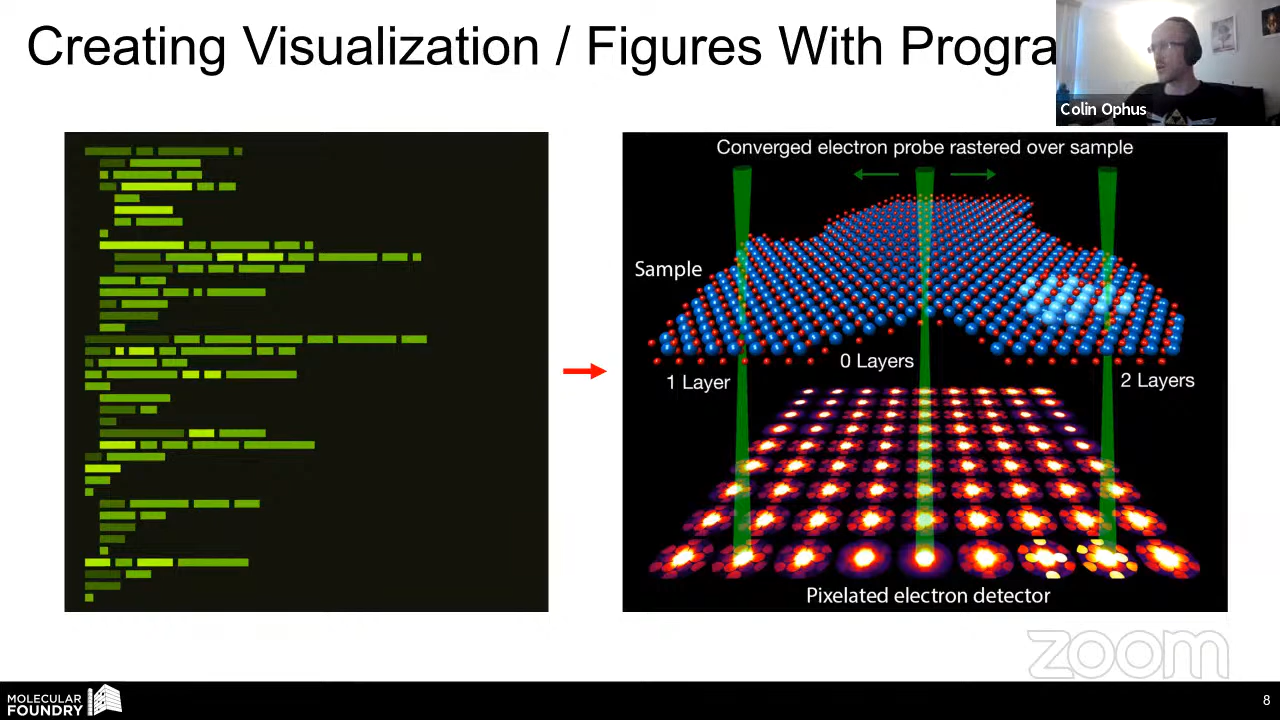 Creating Visualization / Figures With Progra
Colin Ophus
Converged electron probe rastered over sample
Sample
0 Layers
1 Layer
2 Layers
Pixelated electron detector
zoom
MOLECULAR
FOUNDRY
8